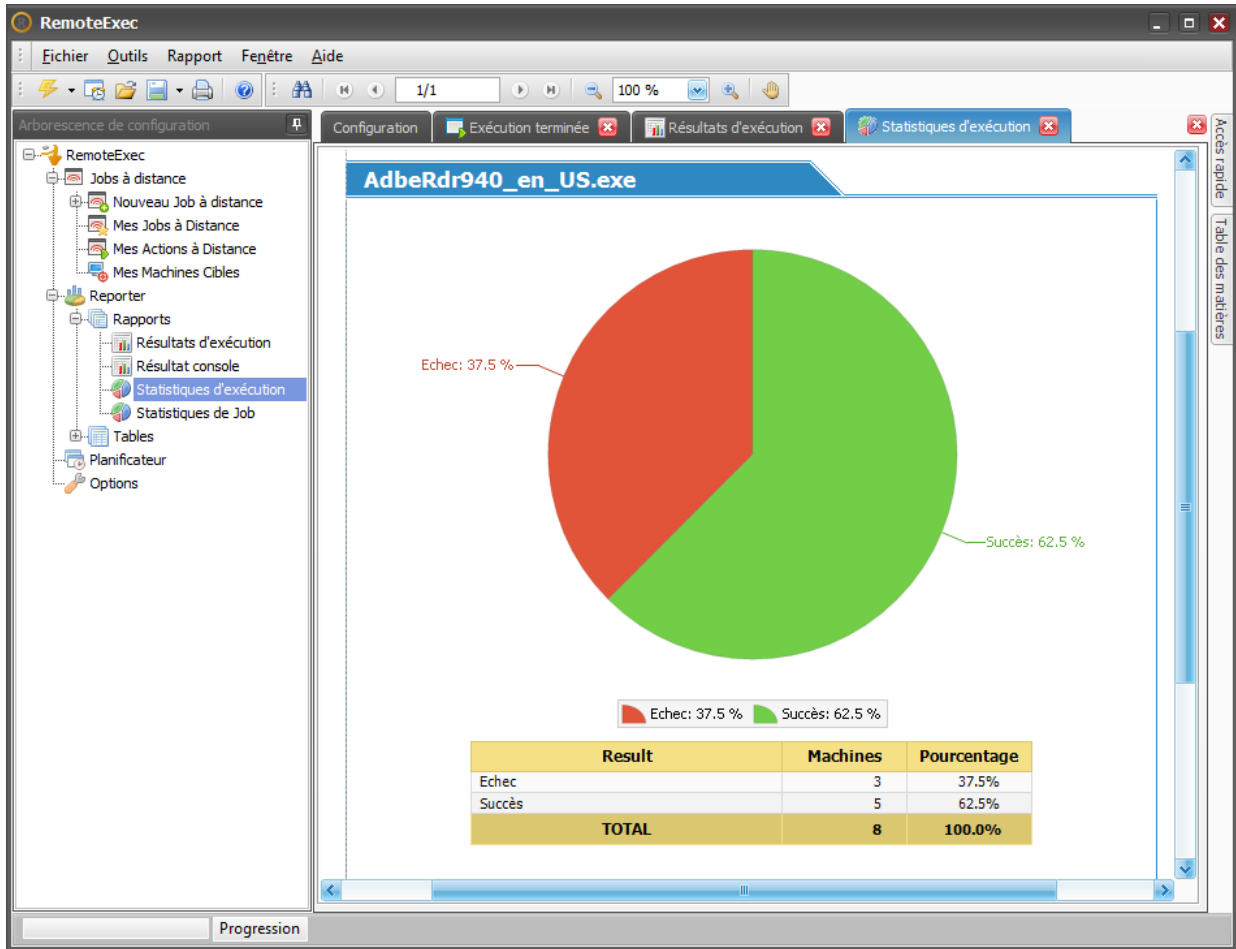 RemoteExec
Fichier Outils Rapport Fenêtre Aide
1/1 100 %
Arborescence de configuration
Configuration Exécution terminée Résultats d'exécution Statistiques d'exécution
RemoteExec
Jobs à distance
Nouveau Job à distance
Mes Jobs à Distance
Mes Actions à Distance
Mes Machines Cibles
Reporter
Rapports
Résultats d'exécution
Résultat console
Statistiques d'exécution
Statistiques de Job
Tables
Planificateur
Options
AdbeRdr940_en_US.exe
Echec: 37.5 %
Succès: 62.5 %
Echec: 37.5 % Succès: 62.5 %
Result Machines Pourcentage
Echec 3 37.5%
Succès 5 62.5%
TOTAL 8 100.0%
Accès rapide
Table des matières
Progression